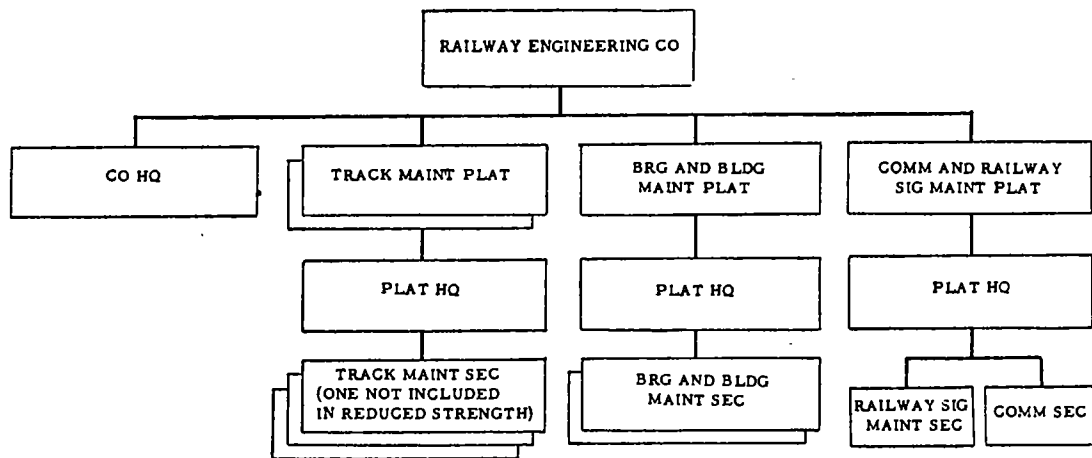 RAILWAY ENGINEERING CO
CO HQ
TRACK MAINT PLAT
BRG AND BLDG
MAINT PLAT
COMM AND RAILWAY
SIG MAINT PLAT
PLAT HQ
PLAT HQ
PLAT HQ
TRACK MAINT SEC
(ONE NOT INCLUDED
IN REDUCED STRENGTH)
BRG AND BLDG
MAINT SEC
RAILWAY SIG
MAINT SEC
COMM SEC